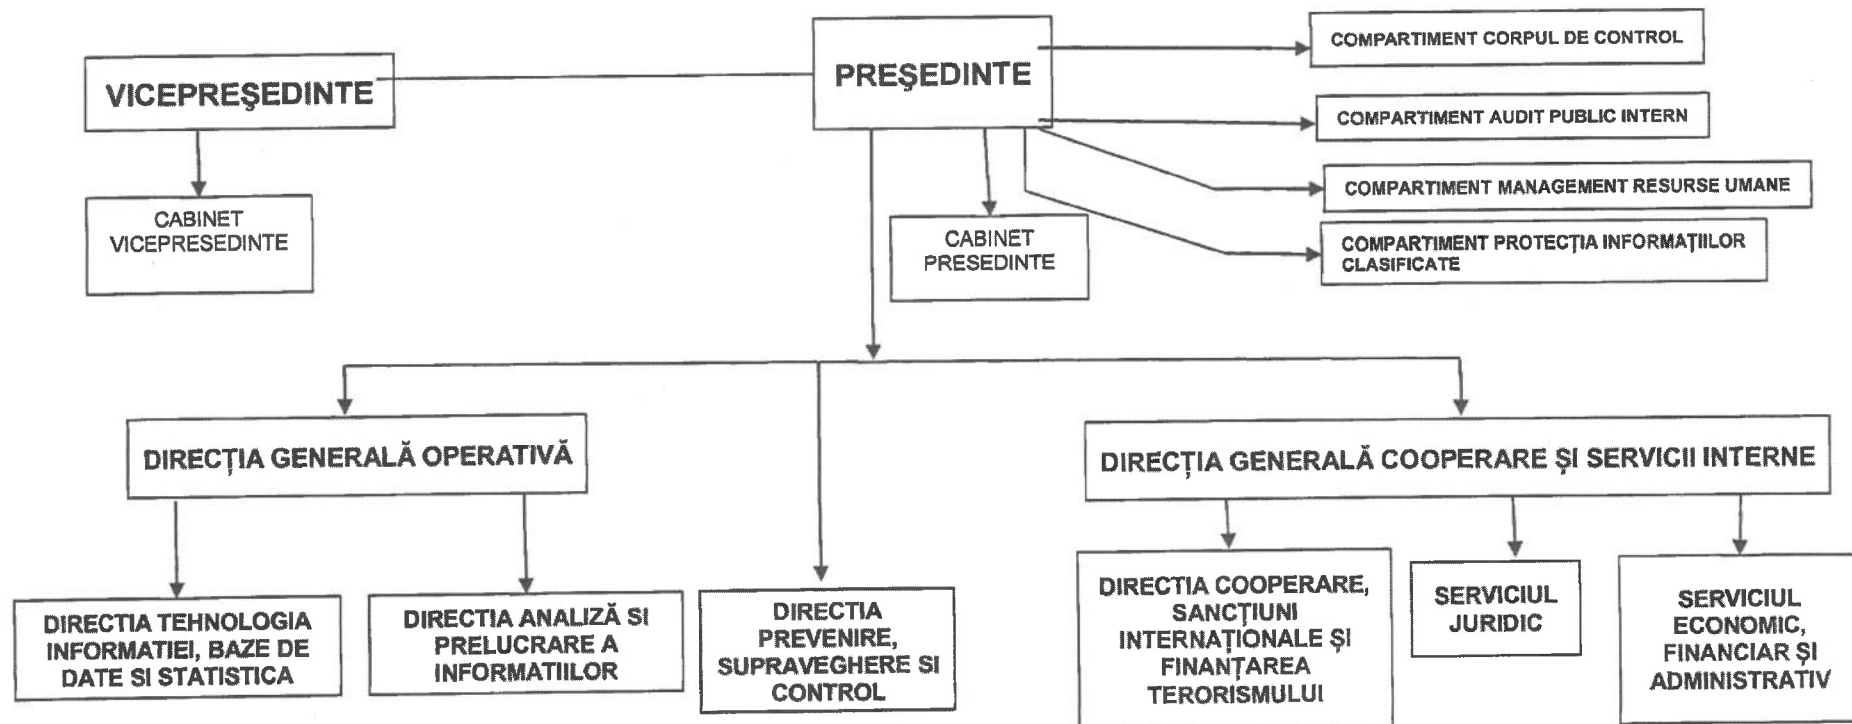 COMPARTIMENT CORPUL DE CONTROL
PREŞEDINTE
VICEPREŞEDINTE
COMPARTIMENT AUDIT PUBLIC INTERN
COMPARTIMENT MANAGEMENT RESURSE UMANE
CABINET
VICEPRESEDINTE
CABINET
PRESEDINTE
COMPARTIMENT PROTECȚIA INFORMAȚIILOR
CLASIFICATE
DIRECȚIA GENERALĂ OPERATIVĂ
DIRECȚIA GENERALĂ COOPERARE ȘI SERVICII INTERNE
DIRECTIA TEHNOLOGIA
INFORMATIEI, BAZE DE
DATE SI STATISTICA
DIRECTIA ANALIZĂ SI
PRELUCRARE A
INFORMATIILOR
DIRECTIA
PREVENIRE,
SUPRAVEGHERE SI
CONTROL
DIRECTIA COOPERARE,
SANCȚIUNI
INTERNAȚIONALE ȘI
FINANȚAREA
TERORISMULUI
SERVICIUL
JURIDIC
SERVICIUL
ECONOMIC,
FINANCIAR ȘI
ADMINISTRATIV